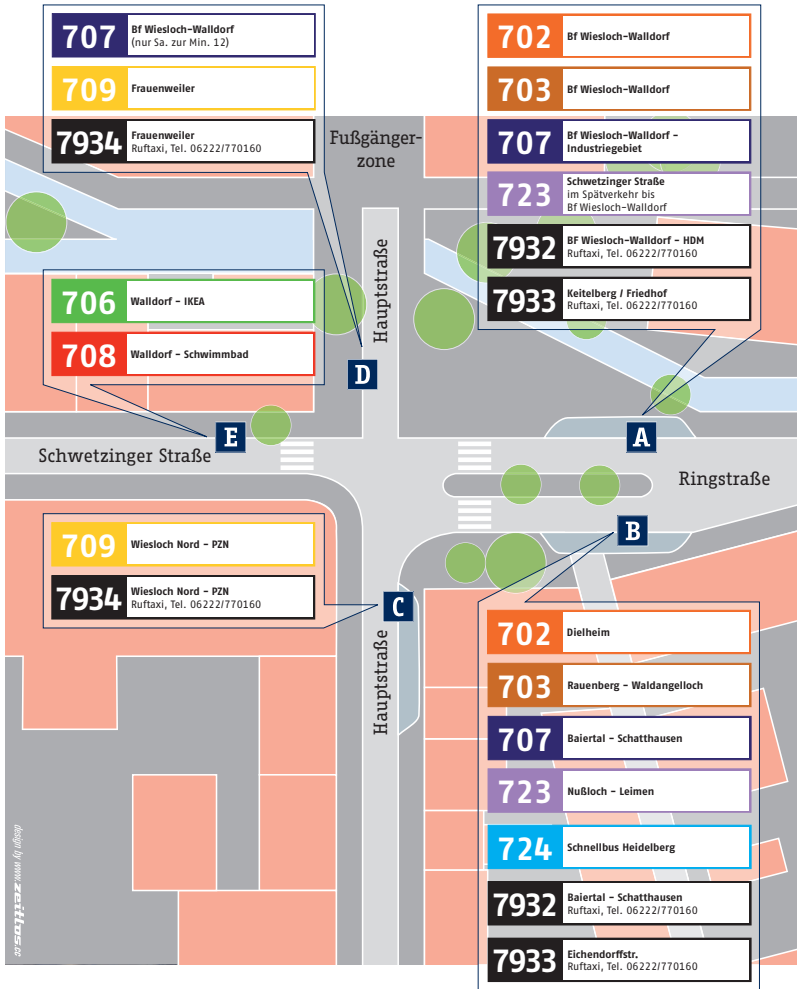 707 Bf Wiesloch-Walldorf
(nur Sa. zur Min. 12)
709 Frauenweiler
7934 Frauenweiler
Ruftaxi, Tel. 06222/770160
702 Bf Wiesloch-Walldorf
703 Bf Wiesloch-Walldorf
707 Bf Wiesloch-Walldorf –
Industriegebiet
723 Schwetzinger Straße
im Spätverkehr bis
Bf Wiesloch-Walldorf
7932 BF Wiesloch-Walldorf – HDM
Ruftaxi, Tel. 06222/770160
7933 Keitelberg / Friedhof
Ruftaxi, Tel. 06222/770160
Fußgänger-
zone
Hauptstraße
706 Walldorf – IKEA
708 Walldorf – Schwimmbad
D
E
A
Schwetzinger Straße
Ringstraße
B
709 Wiesloch Nord – PZN
7934 Wiesloch Nord – PZN
Ruftaxi, Tel. 06222/770160
C
Hauptstraße
702 Dielheim
703 Rauenberg – Waldangelloch
707 Baiertal – Schatthausen
723 Nußloch – Leimen
724 Schnellbus Heidelberg
7932 Baiertal – Schatthausen
Ruftaxi, Tel. 06222/770160
7933 Eichendorffstr.
Ruftaxi, Tel. 06222/770160
design by www.zeitlos.cc